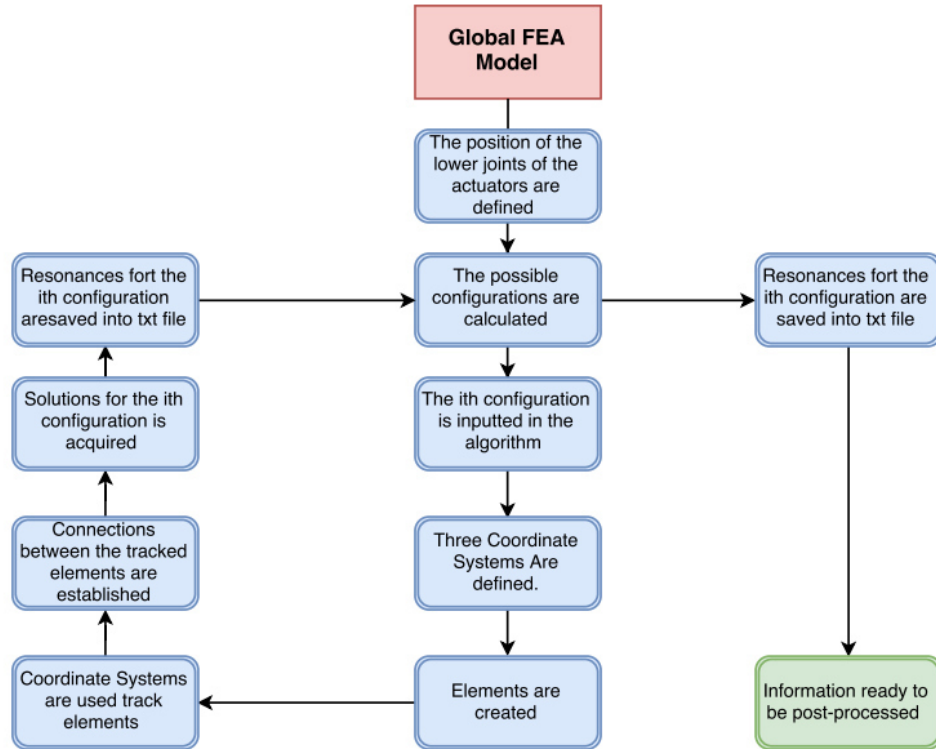 Global FEA
Model
The position of the
lower joints of the
actuators are
defined
Resonances fort the
ith configuration
aresaved into txt file
The possible
configurations are
calculated
Resonances fort the
ith configuration are
saved into txt file
Solutions for the ith
configuration is
acquired
The ith configuration
is inputted in the
algorithm
Connections
between the tracked
elements are
established
Three Coordinate
Systems Are
defined.
Coordinate Systems
are used track
elements
Elements are
created
Information ready to
be post-processed